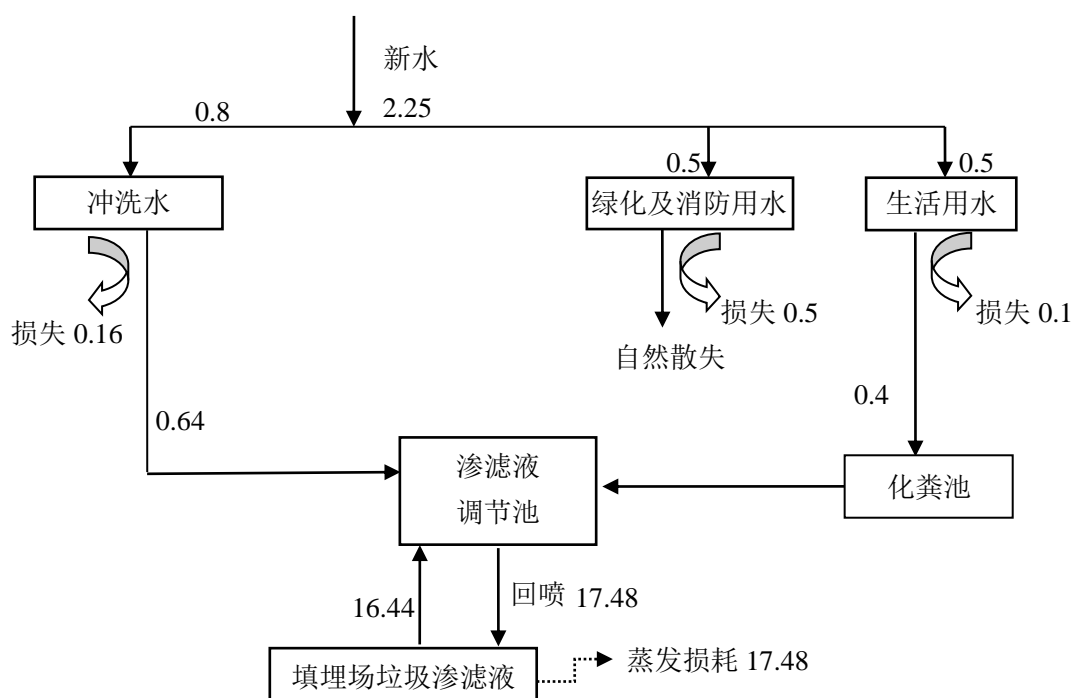 新水
0.8
2.25
0.5
0.5
冲洗水
绿化及消防用水
生活用水
损失 0.16
损失 0.5
损失 0.1
自然散失
0.4
0.64
渗滤液
调节池
化粪池
16.44
回喷 17.48
填埋场垃圾渗滤液
蒸发损耗 17.48